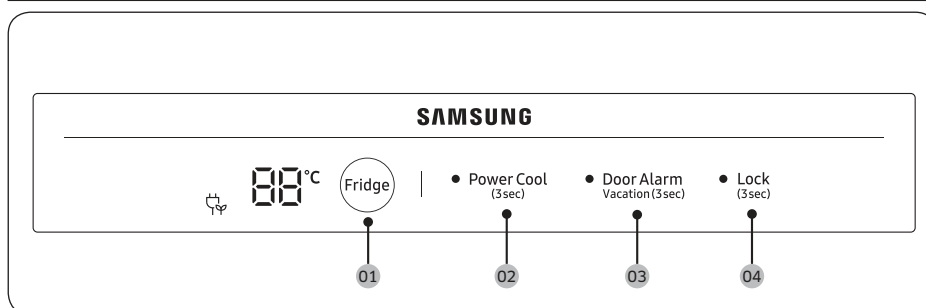 SAMSUNG
88°C
Fridge
Power Cool
(3sec)
Door Alarm
Vacation(3sec)
Lock
(3sec)
01
02
03
04